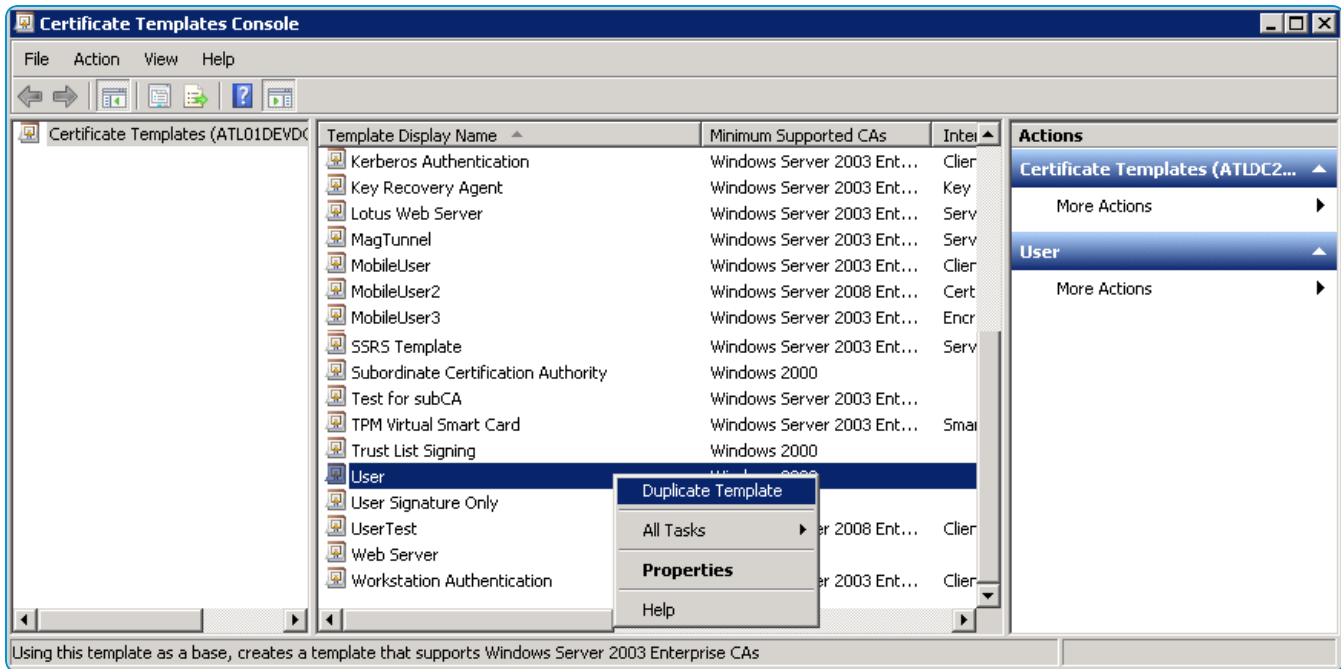 Certificate Templates Console
File Action View Help
Certificate Templates (ATL01DEVD
Template Display Name Minimum Supported CAs Inter
Kerberos Authentication Windows Server 2003 Ent... Clier
Key Recovery Agent Windows Server 2003 Ent... Key
Lotus Web Server Windows Server 2003 Ent... Serv
MagTunnel Windows Server 2003 Ent... Serv
MobileUser Windows Server 2003 Ent... Clier
MobileUser2 Windows Server 2008 Ent... Cert
MobileUser3 Windows Server 2003 Ent... Encr
SSRS Template Windows Server 2003 Ent... Serv
Subordinate Certification Authority Windows 2000
Test for subCA Windows Server 2003 Ent...
TPM Virtual Smart Card Windows Server 2003 Ent... Smar
Trust List Signing Windows 2000
User
User Signature Only
UserTest er 2008 Ent... Clier
Web Server
Workstation Authentication er 2003 Ent... Clier
Duplicate Template
All Tasks
Properties
Help
Actions
Certificate Templates (ATLDC2...
More Actions
User
More Actions
Using this template as a base, creates a template that supports Windows Server 2003 Enterprise CAs